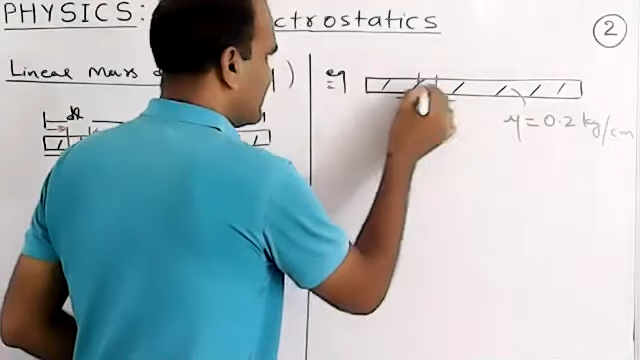 PHYSICS: ctrostatics
2
Linear Mass
)
eg
dl
η = 0.2 kg/cm